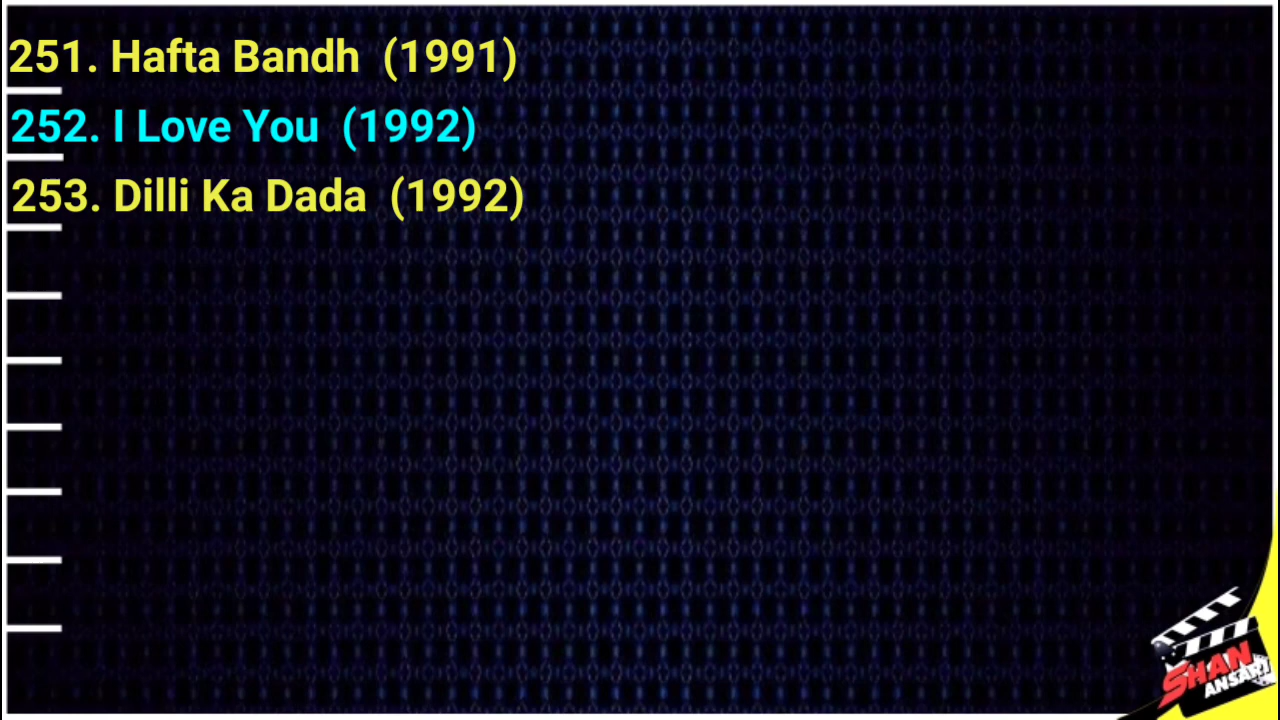 251. Hafta Bandh (1991)
252. I Love You (1992)
253. Dilli Ka Dada (1992)
SHAN
ANSARI